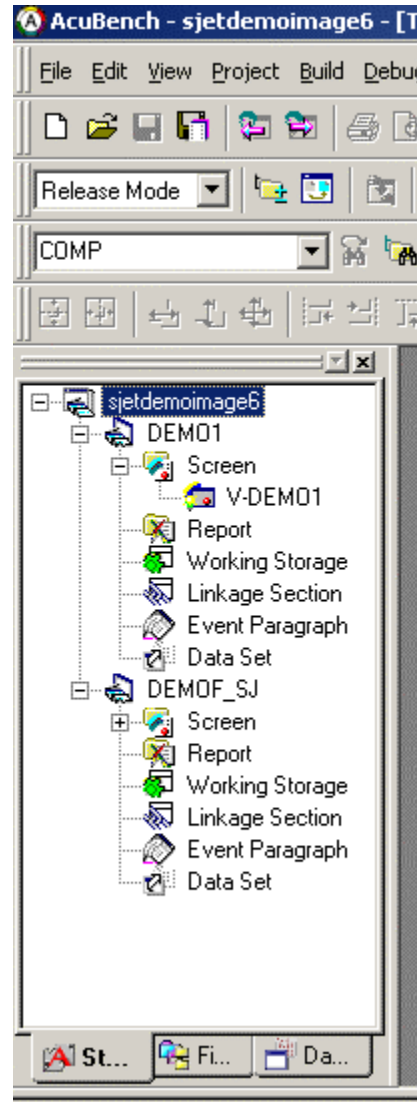 AcuBench - sjetdemoimage6 - [T
File Edit View Project Build Debu
Release Mode
COMP
sjetdemoimage6
DEMO1
Screen
V-DEMO1
Report
Working Storage
Linkage Section
Event Paragraph
Data Set
DEMOF_SJ
Screen
Report
Working Storage
Linkage Section
Event Paragraph
Data Set
St... Fi... Da...